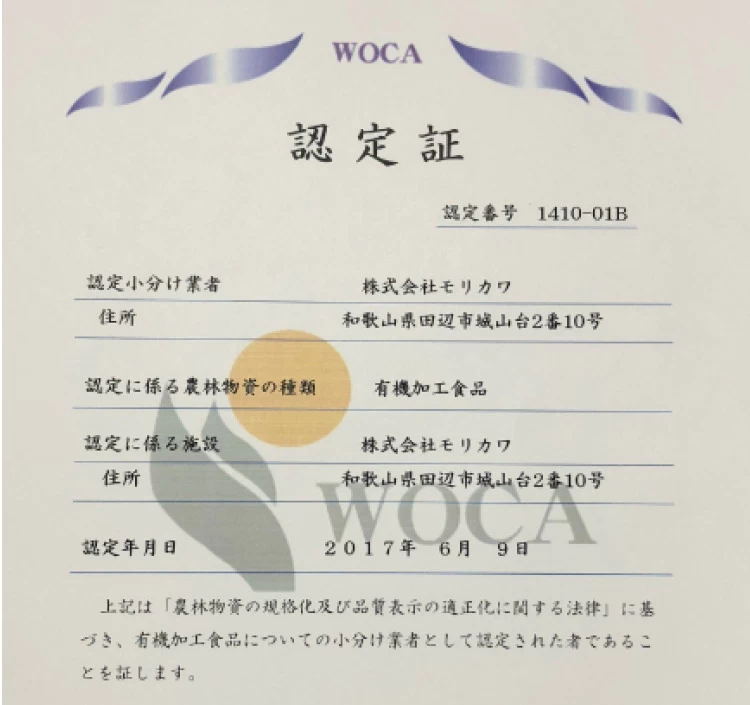 WOCA
認定証
認定番号 1410-01B
認定小分け業者 株式会社モリカワ
住所 和歌山県田辺市城山台2番10号
認定に係る農林物資の種類 有機加工食品
認定に係る施設 株式会社モリカワ
住所 和歌山県田辺市城山台2番10号
WOCA
認定年月日 2017年 6月 9日
上記は「農林物資の規格化及び品質表示の適正化に関する法律」に基
づき、有機加工食品についての小分け業者として認定された者であるこ
とを証します。